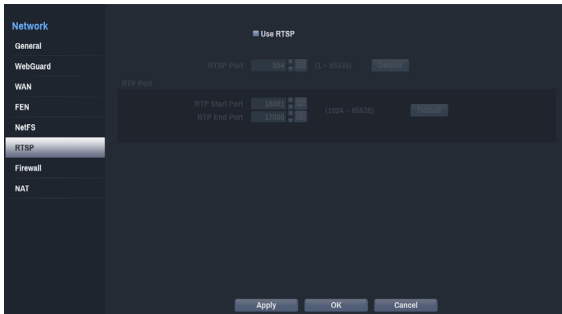 Network
General
WebGuard
WAN
FEN
NetFS
RTSP
Firewall
NAT
Use RTSP
RTSP Port 554 (1 ~ 65535) Default
RTP Port
RTP Start Port 16001
RTP End Port 17000
(1024 ~ 65535) Default
Apply OK Cancel